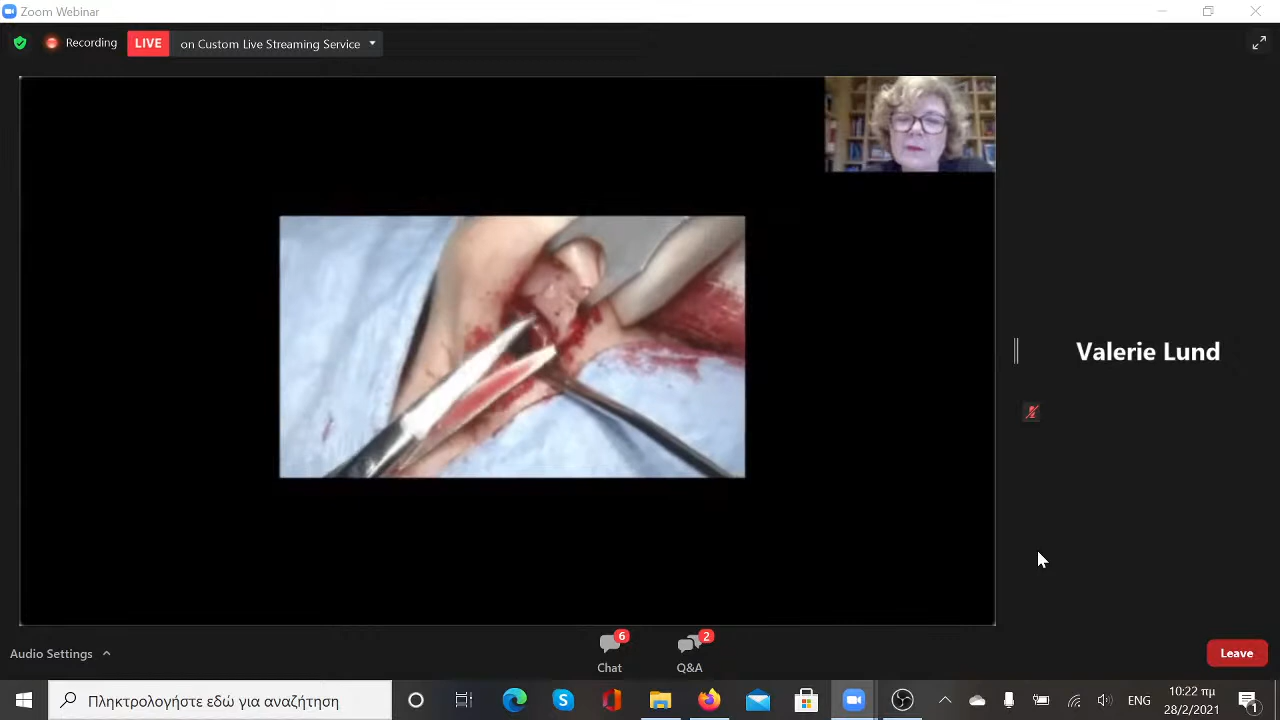 Zoom Webinar
Recording
LIVE
on Custom Live Streaming Service
Valerie Lund
6
2
Chat
Q&A
Audio Settings
Leave
Πληκτρολογήστε εδώ για αναζήτηση
ENG
10:22 πμ
28/2/2021
1